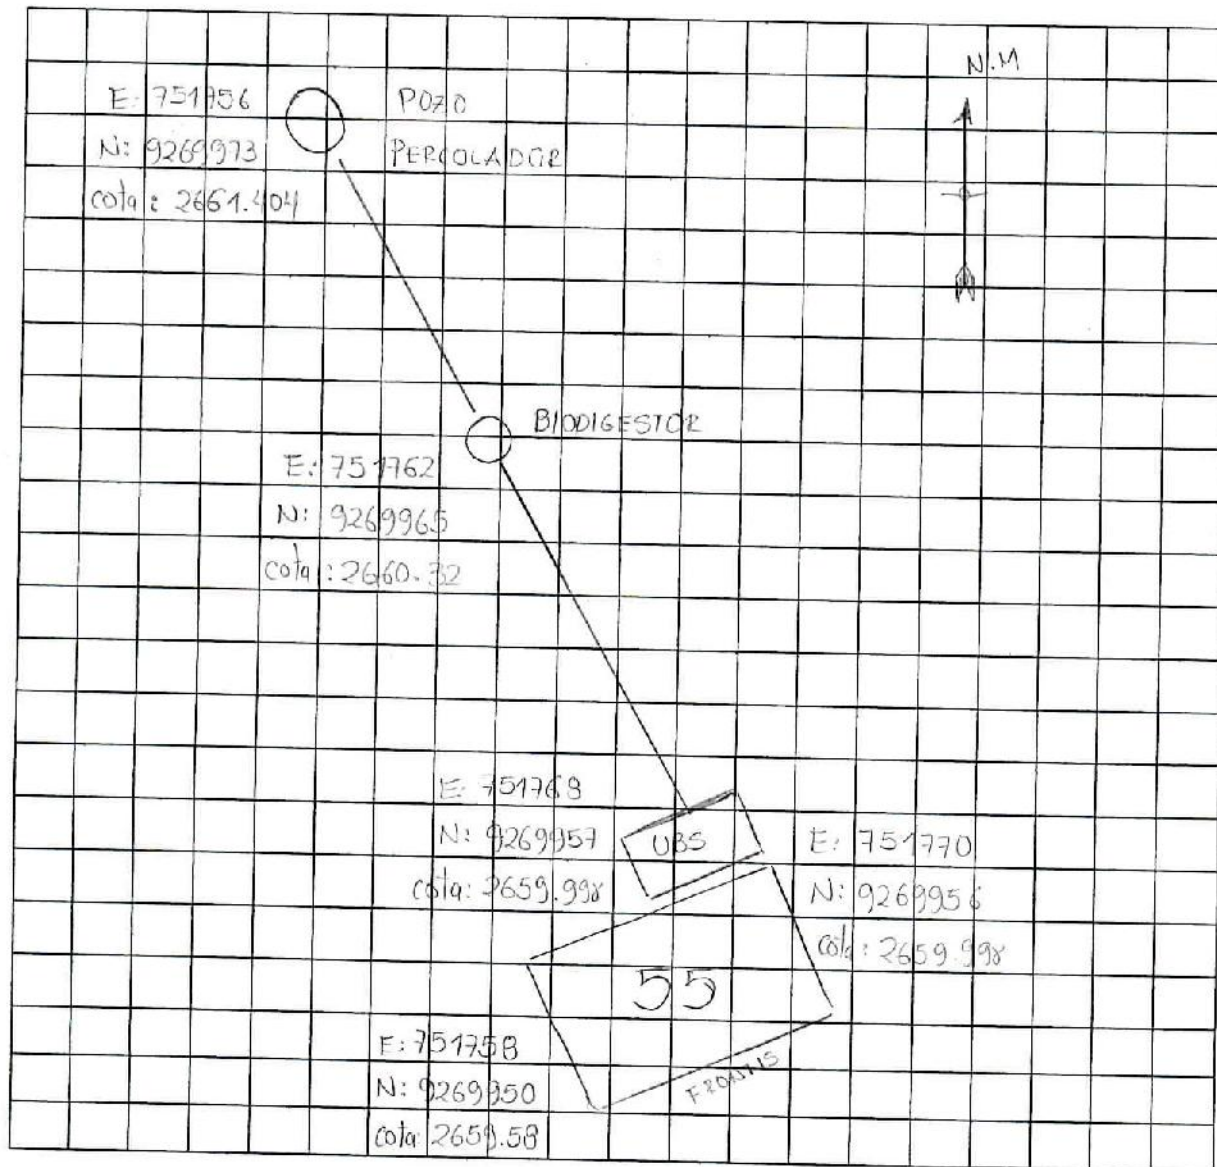 N.M
E: 751756
N: 9269973
cota: 2661.404
POZO
PERCOLADOR
BIODIGESTOR
E: 751762
N: 9269965
cota: 2660.32
E: 751768
N: 9269957
cota: 2659.998
UBS
E: 751770
N: 9269956
cota: 2659.998
55
FRONTIS
E: 751758
N: 9269950
cota: 2659.58